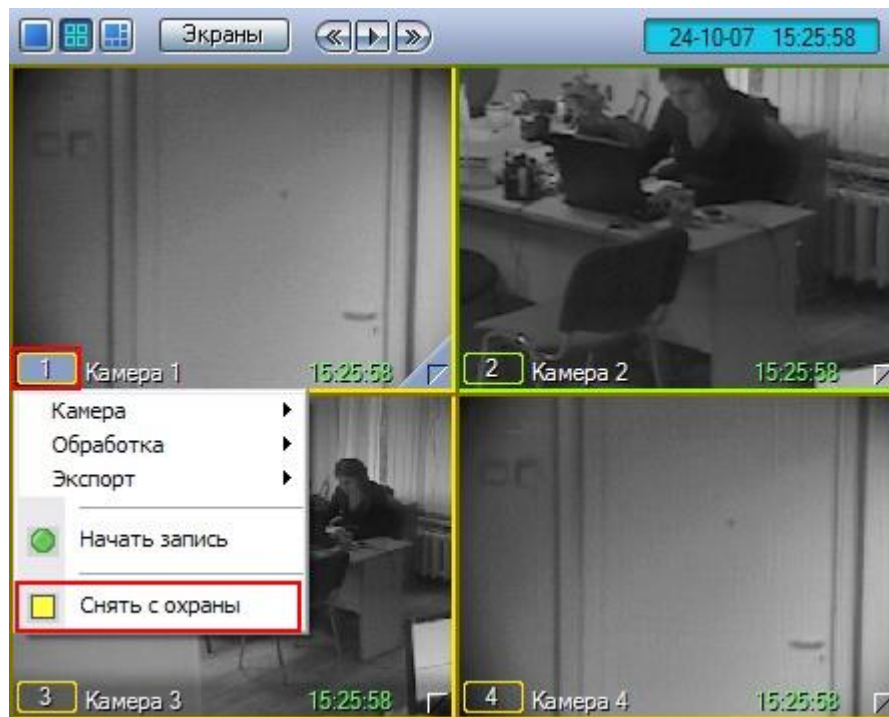 Экраны
24-10-07 15:25:58
1 Камера 1 15:25:58
2 Камера 2 15:25:58
Камера
Обработка
Экспорт
Начать запись
Снять с охраны
3 Камера 3 15:25:58
4 Камера 4 15:25:58